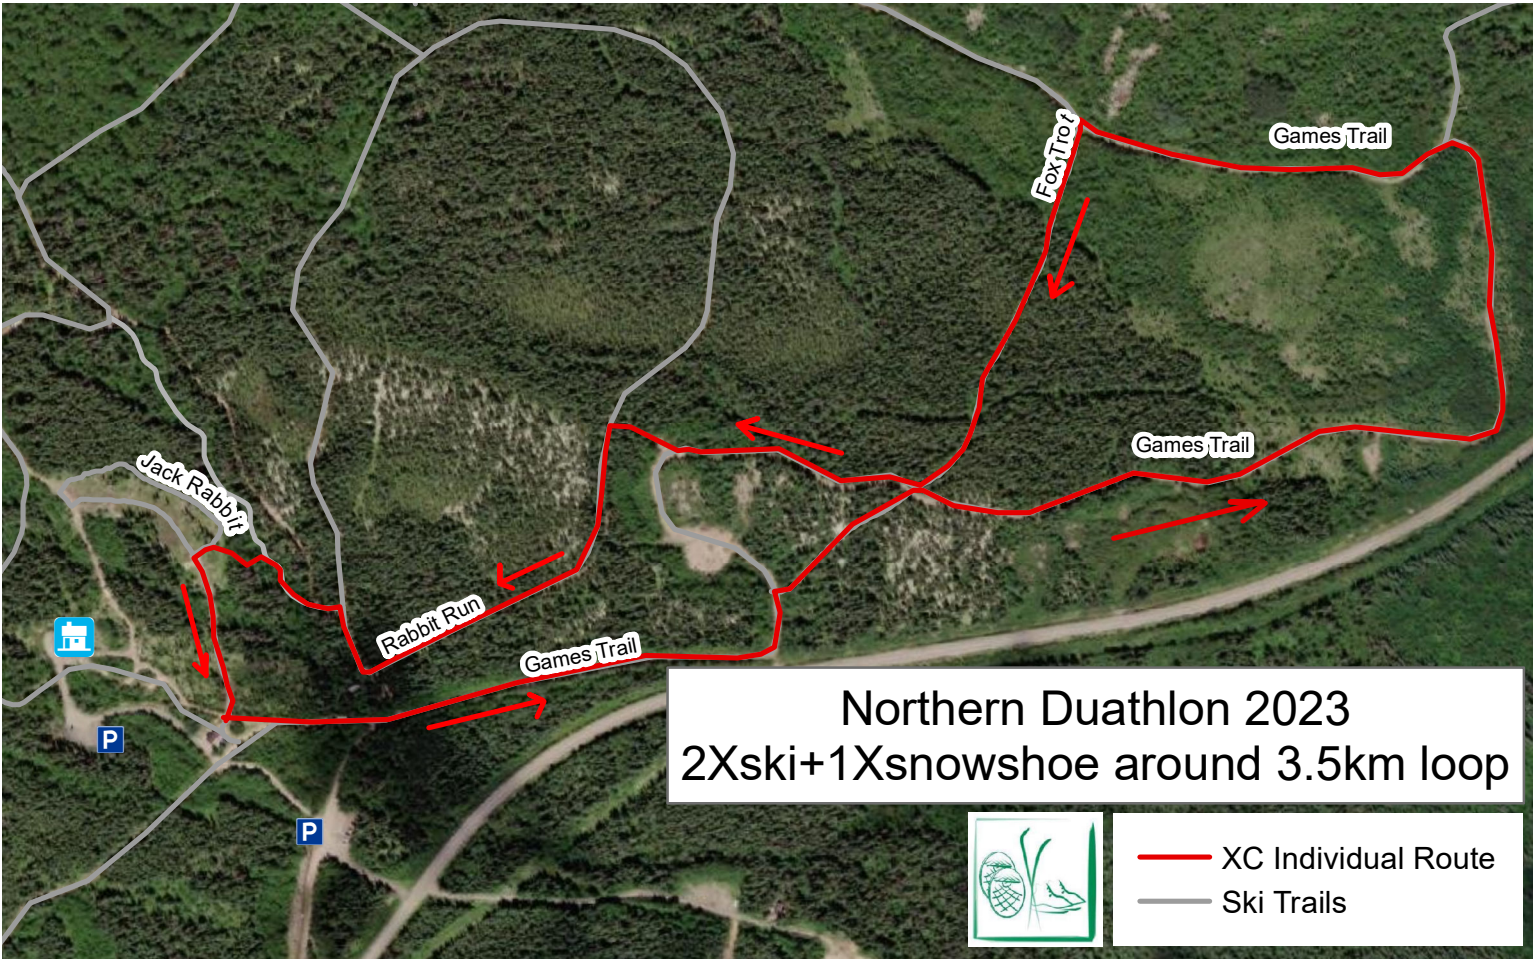 Fox Trot
Games Trail
Games Trail
Jack Rabbit
Rabbit Run
Games Trail
P
P
Northern Duathlon 2023
2Xski+1Xsnowshoe around 3.5km loop
XC Individual Route
Ski Trails